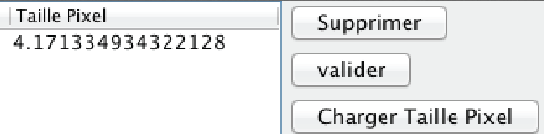 Taille Pixel
4.171334934322128
Supprimer
valider
Charger Taille Pixel